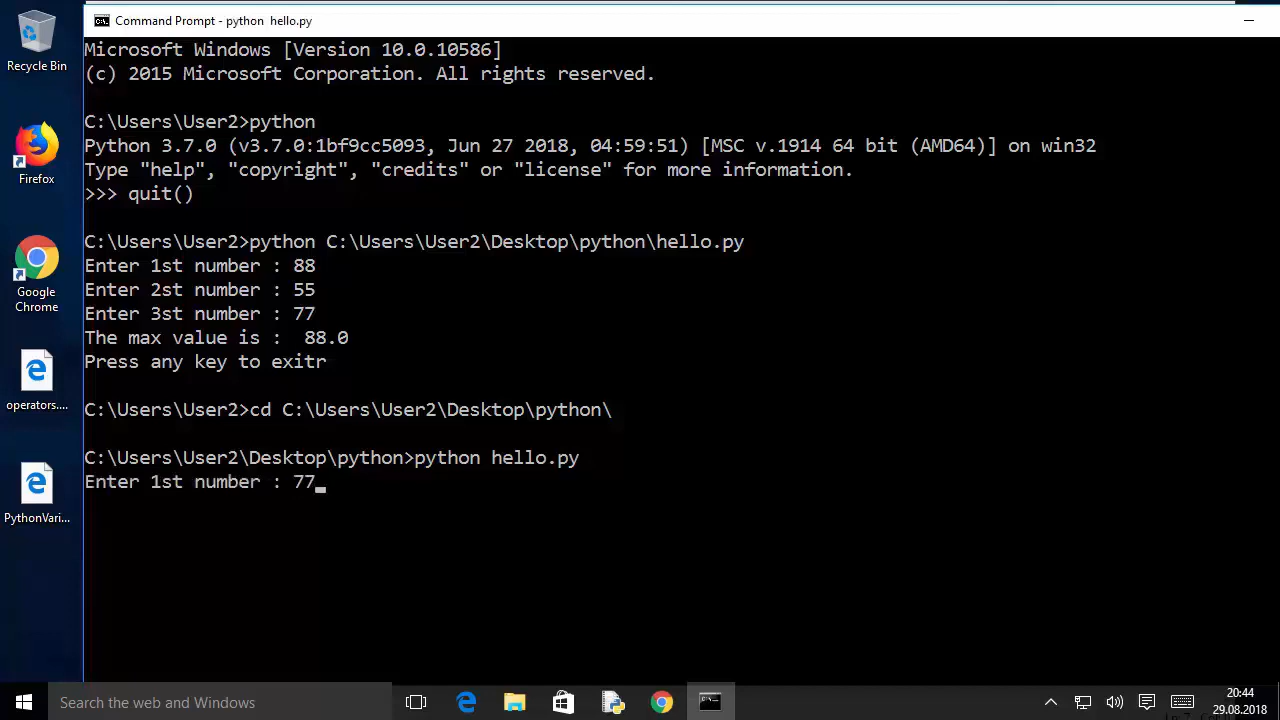 Command Prompt - python  hello.py
Recycle Bin
Firefox
Google
Chrome
operators....
PythonVari...
Microsoft Windows [Version 10.0.10586]
(c) 2015 Microsoft Corporation. All rights reserved.
C:\Users\User2>python
Python 3.7.0 (v3.7.0:1bf9cc5093, Jun 27 2018, 04:59:51) [MSC v.1914 64 bit (AMD64)] on win32
Type "help", "copyright", "credits" or "license" for more information.
>>> quit()
C:\Users\User2>python C:\Users\User2\Desktop\python\hello.py
Enter 1st number : 88
Enter 2st number : 55
Enter 3st number : 77
The max value is :  88.0
Press any key to exitr
C:\Users\User2>cd C:\Users\User2\Desktop\python\
C:\Users\User2\Desktop\python>python hello.py
Enter 1st number : 77
Search the web and Windows
20:44
29.08.2018